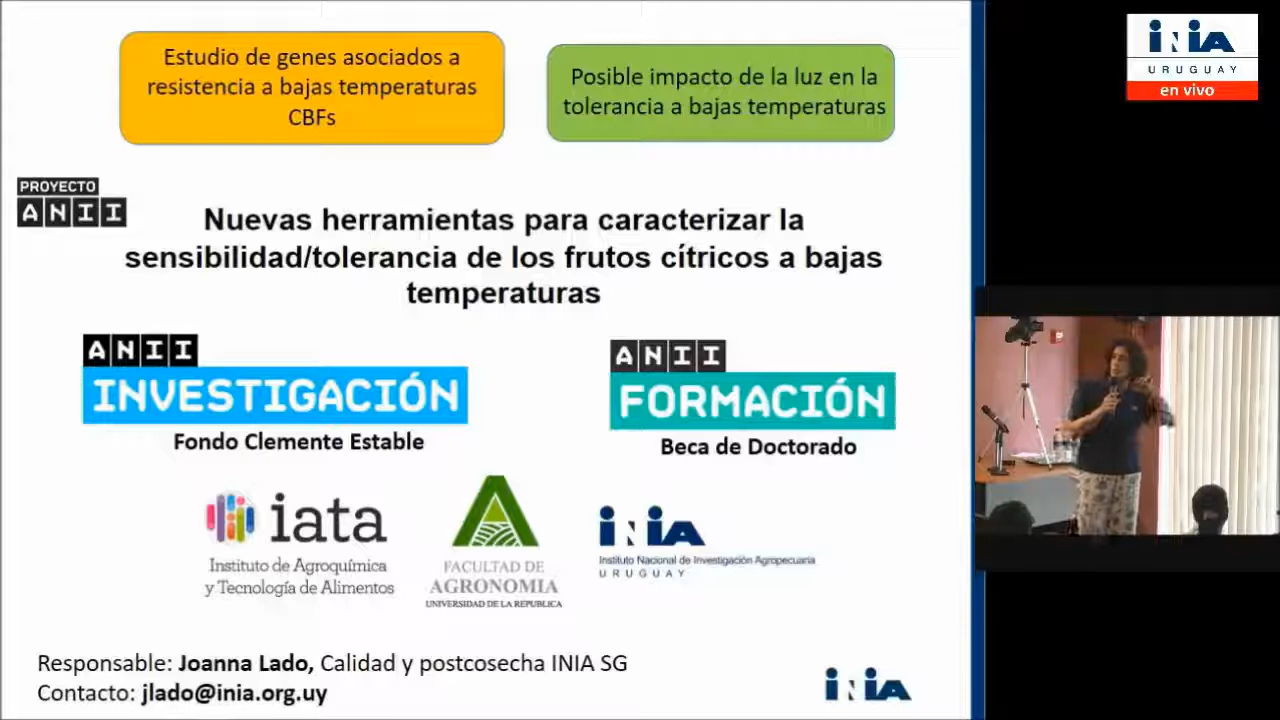 Estudio de genes asociados a
resistencia a bajas temperaturas
CBFs
Posible impacto de la luz en la
tolerancia a bajas temperaturas
INIA
URUGUAY
en vivo
PROYECTO
ANII
Nuevas herramientas para caracterizar la
sensibilidad/tolerancia de los frutos cítricos a bajas
temperaturas
ANII
INVESTIGACIÓN
Fondo Clemente Estable
ANII
FORMACIÓN
Beca de Doctorado
iata
Instituto de Agroquímica
y Tecnología de Alimentos
FACULTAD DE
AGRONOMIA
UNIVERSIDAD DE LA REPUBLICA
INIA
Instituto Nacional de Investigación Agropecuaria
URUGUAY
Responsable: Joanna Lado, Calidad y postcosecha INIA SG
Contacto: jlado@inia.org.uy
INIA